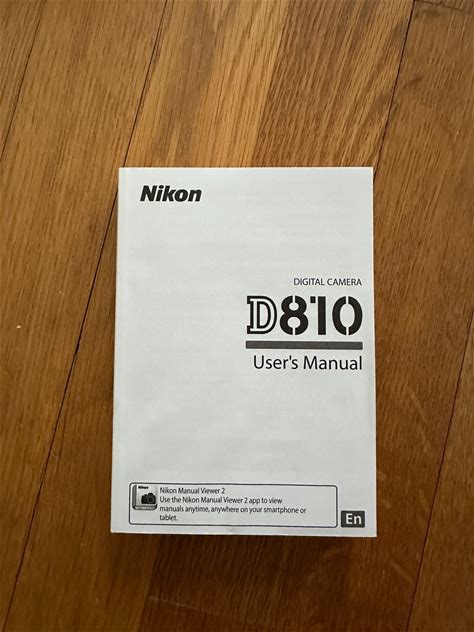 Nikon
DIGITAL CAMERA
D810
User's Manual
Nikon Manual Viewer 2
Use the Nikon Manual Viewer 2 app to view
manuals anytime, anywhere on your smartphone or
tablet.
Nikon
En